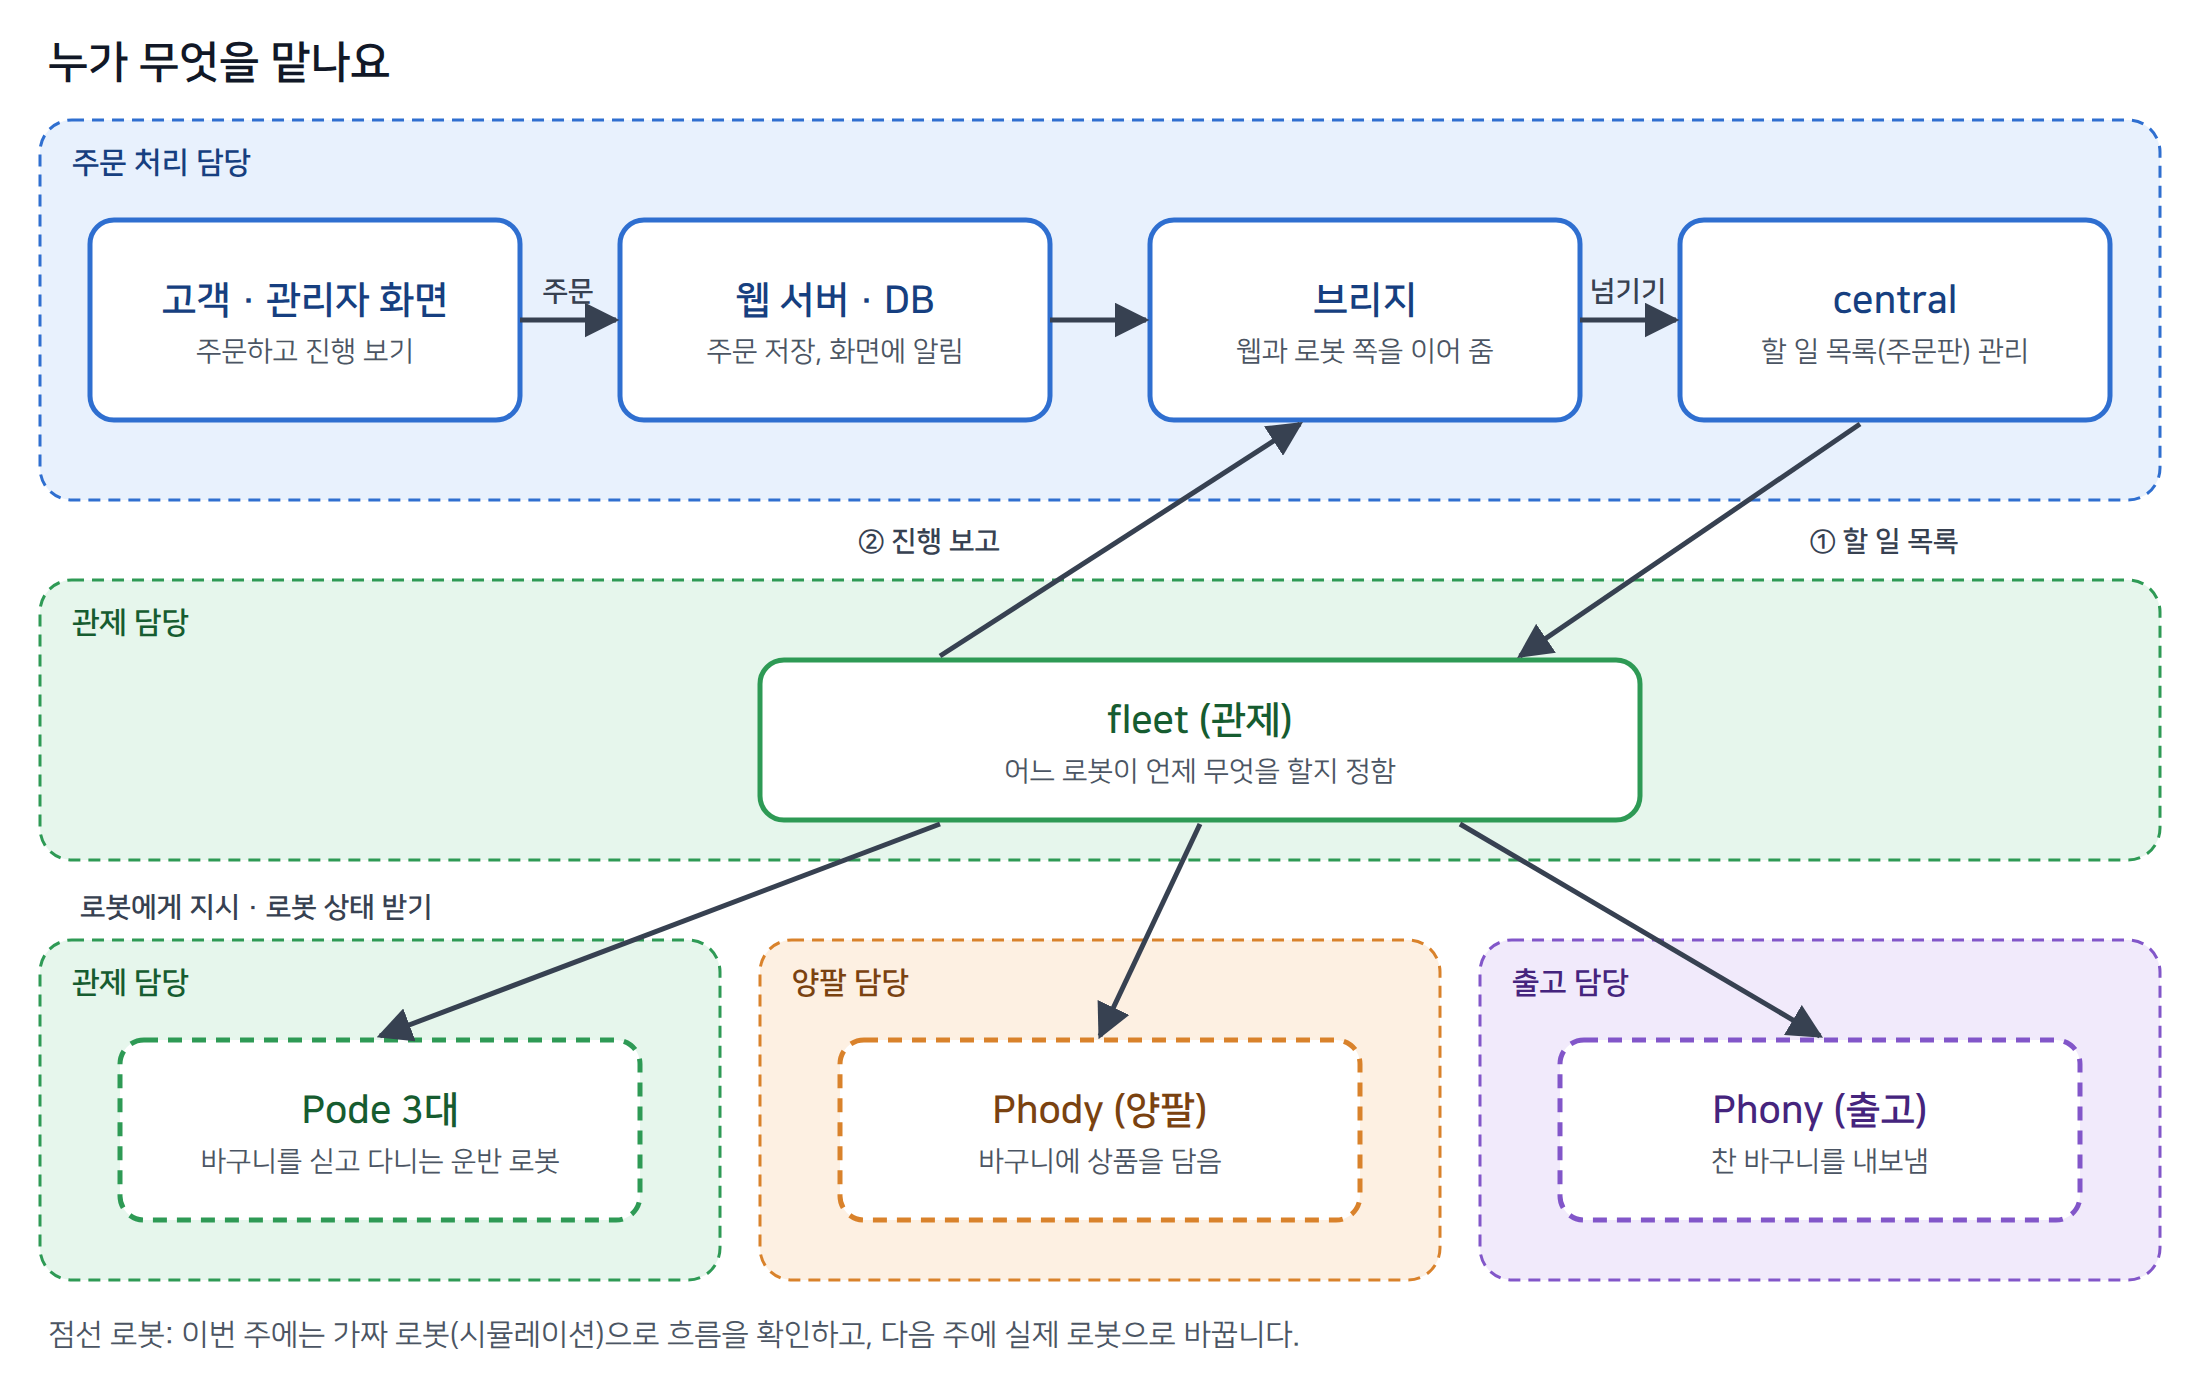 누가 무엇을 맡나요
주문 처리 담당
고객 · 관리자 화면
주문하고 진행 보기
주문
웹 서버 · DB
주문 저장, 화면에 알림
브리지
웹과 로봇 쪽을 이어 줌
넘기기
central
할 일 목록(주문판) 관리
② 진행 보고
① 할 일 목록
관제 담당
fleet (관제)
어느 로봇이 언제 무엇을 할지 정함
로봇에게 지시 · 로봇 상태 받기
관제 담당
Pode 3대
바구니를 싣고 다니는 운반 로봇
양팔 담당
Phody (양팔)
바구니에 상품을 담음
출고 담당
Phony (출고)
찬 바구니를 내보냄
점선 로봇: 이번 주에는 가짜 로봇(시뮬레이션)으로 흐름을 확인하고, 다음 주에 실제 로봇으로 바꿉니다.